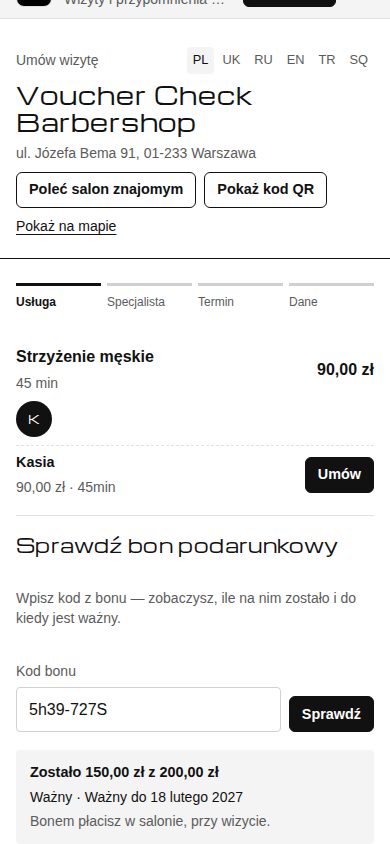 Wizyty i przypomnienia …
Umów wizytę
PL UK RU EN TR SQ
Voucher Check
Barbershop
ul. Józefa Bema 91, 01-233 Warszawa
Poleć salon znajomym
Pokaż kod QR
Pokaż na mapie
Usługa
Specjalista
Termin
Dane
Strzyżenie męskie
90,00 zł
45 min
K
Kasia
90,00 zł · 45min
Umów
Sprawdź bon podarunkowy
Wpisz kod z bonu — zobaczysz, ile na nim zostało i do
kiedy jest ważny.
Kod bonu
5h39-727S
Sprawdź
Zostało 150,00 zł z 200,00 zł
Ważny · Ważny do 18 lutego 2027
Bonem płacisz w salonie, przy wizycie.